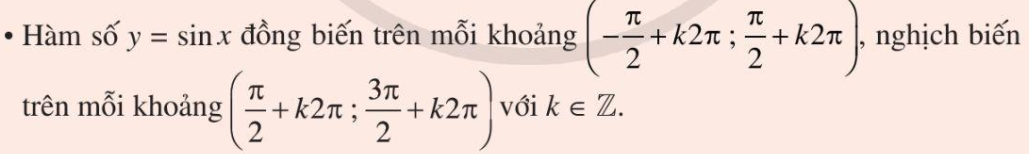 • Hàm số y = sin x đồng biến trên mỗi khoảng (−π/2 + k2π ; π/2 + k2π), nghịch biến
trên mỗi khoảng (π/2 + k2π ; 3π/2 + k2π) với k ∈ ℤ.